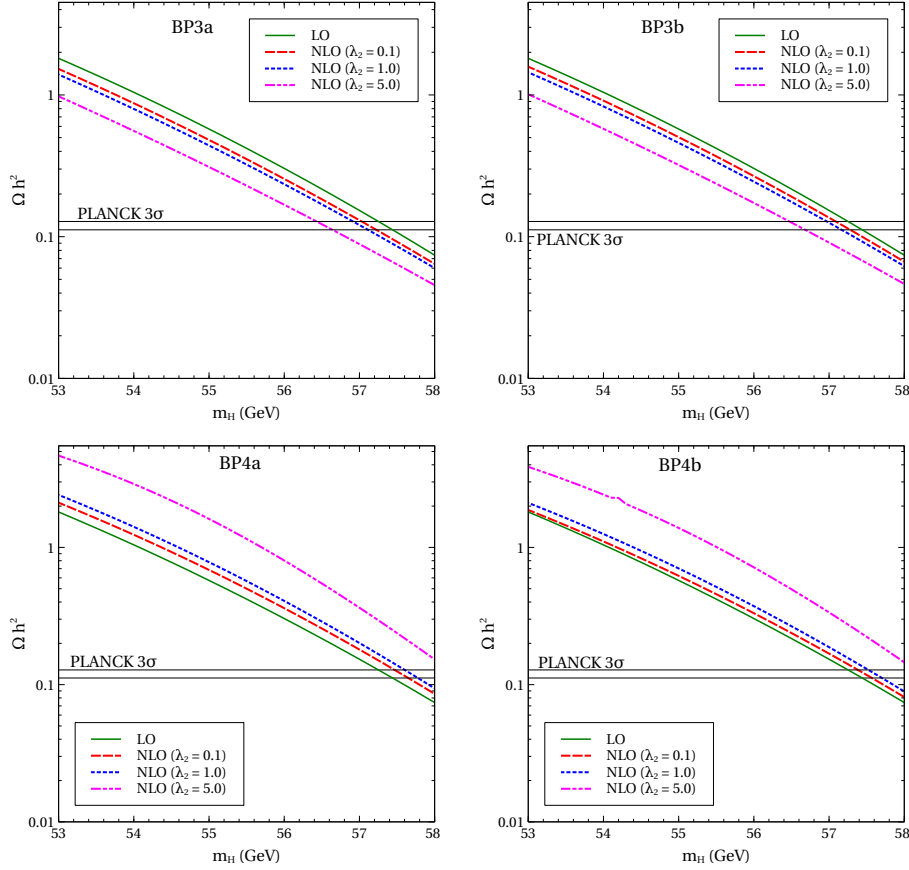 BP3a
LO
NLO (λ₂ = 0.1)
NLO (λ₂ = 1.0)
NLO (λ₂ = 5.0)
1
0.1
0.01
Ω h²
PLANCK 3σ
53 54 55 56 57 58
m_H (GeV)
BP3b
LO
NLO (λ₂ = 0.1)
NLO (λ₂ = 1.0)
NLO (λ₂ = 5.0)
1
0.1
0.01
Ω h²
PLANCK 3σ
53 54 55 56 57 58
m_H (GeV)
BP4a
1
0.1
0.01
Ω h²
PLANCK 3σ
LO
NLO (λ₂ = 0.1)
NLO (λ₂ = 1.0)
NLO (λ₂ = 5.0)
53 54 55 56 57 58
m_H (GeV)
BP4b
1
0.1
0.01
Ω h²
PLANCK 3σ
LO
NLO (λ₂ = 0.1)
NLO (λ₂ = 1.0)
NLO (λ₂ = 5.0)
53 54 55 56 57 58
m_H (GeV)